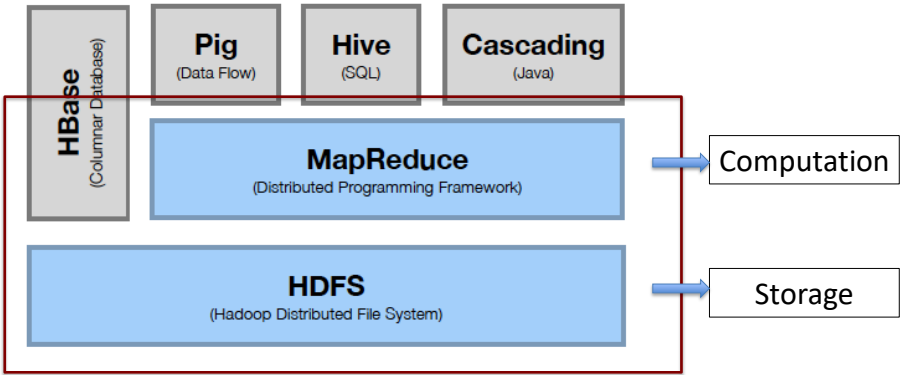 Pig
(Data Flow)
Hive
(SQL)
Cascading
(Java)
HBase
(Columnar Database)
MapReduce
(Distributed Programming Framework)
Computation
HDFS
(Hadoop Distributed File System)
Storage